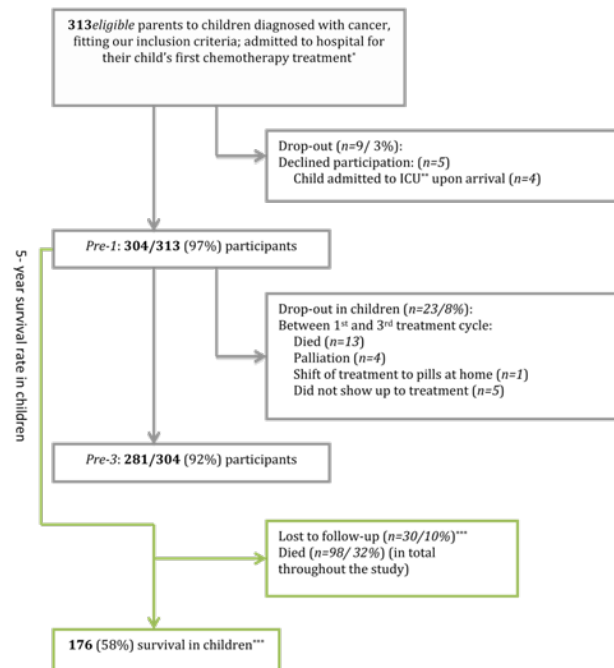 313eligible parents to children diagnosed with cancer,
fitting our inclusion criteria; admitted to hospital for
their child's first chemotherapy treatment*
Drop-out (n=9/ 3%):
Declined participation: (n=5)
Child admitted to ICU** upon arrival (n=4)
Pre-1: 304/313 (97%) participants
5- year survival rate in children
Drop-out in children (n=23/8%):
Between 1st and 3rd treatment cycle:
Died (n=13)
Palliation (n=4)
Shift of treatment to pills at home (n=1)
Did not show up to treatment (n=5)
Pre-3: 281/304 (92%) participants
Lost to follow-up (n=30/10%)***
Died (n=98/ 32%) (in total
throughout the study)
176 (58%) survival in children***